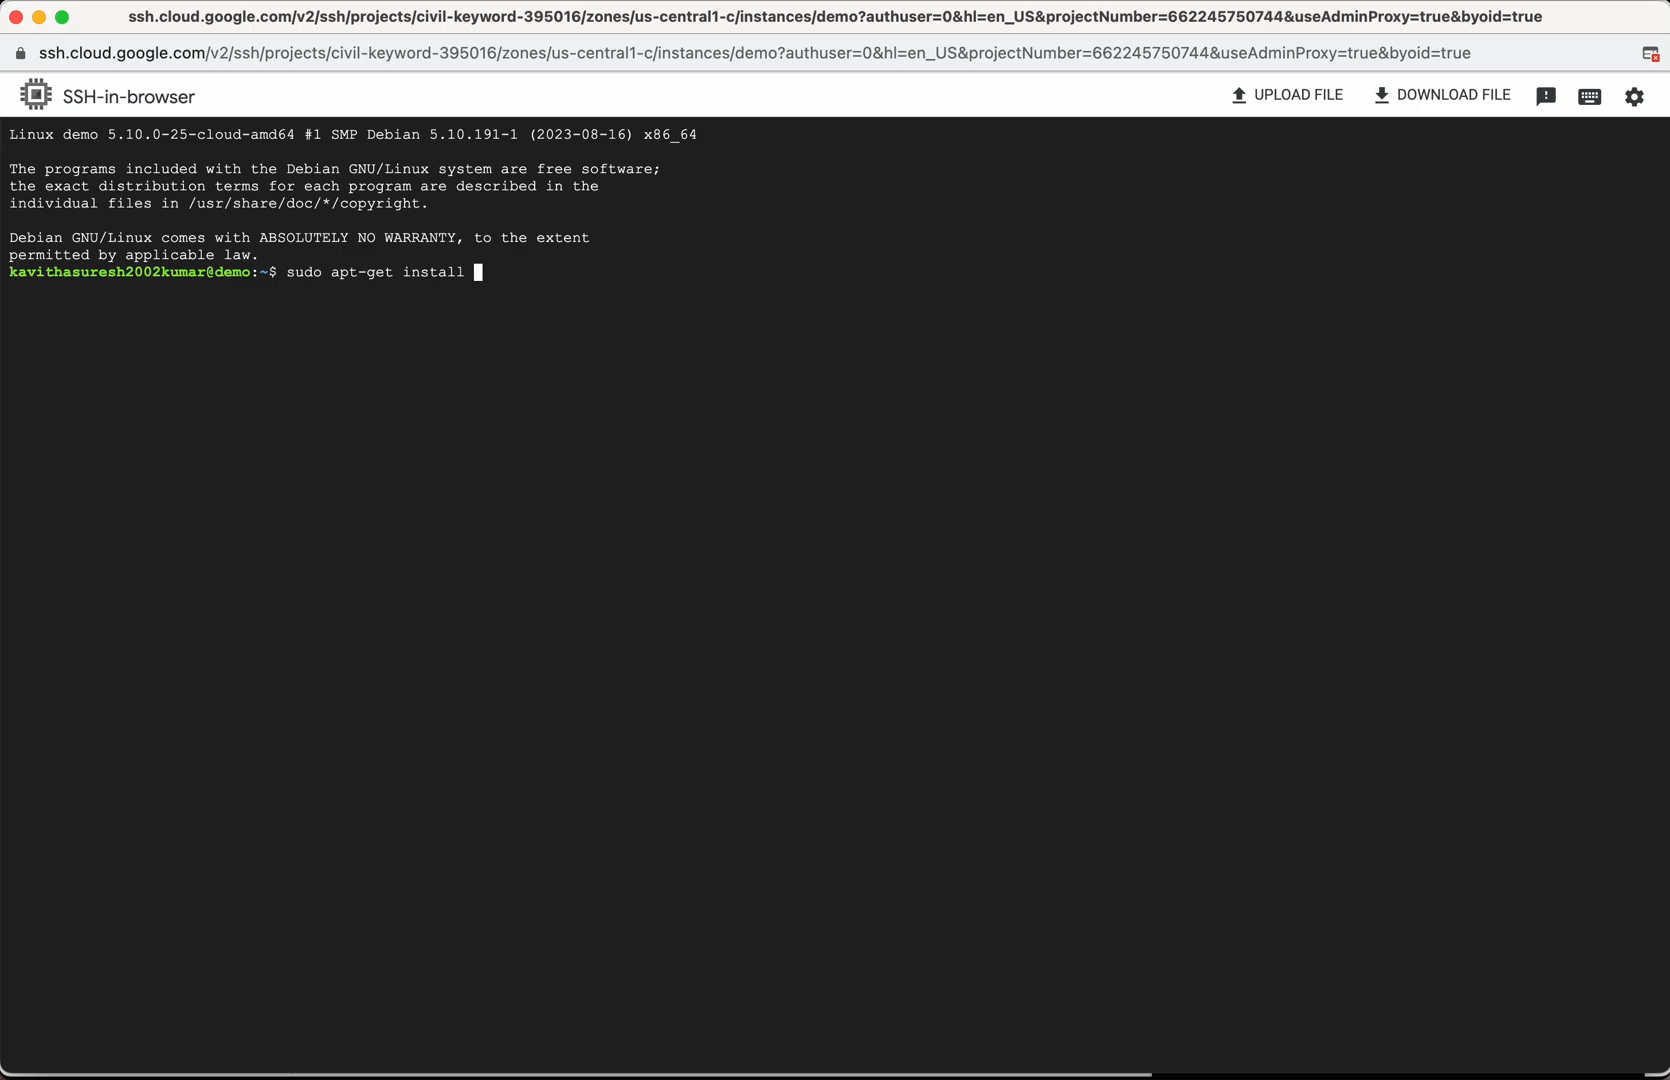 ssh.cloud.google.com/v2/ssh/projects/civil-keyword-395016/zones/us-central1-c/instances/demo?authuser=0&hl=en_US&projectNumber=662245750744&useAdminProxy=true&byoid=true
ssh.cloud.google.com/v2/ssh/projects/civil-keyword-395016/zones/us-central1-c/instances/demo?authuser=0&hl=en_US&projectNumber=662245750744&useAdminProxy=true&byoid=true
SSH-in-browser UPLOAD FILE DOWNLOAD FILE
Linux demo 5.10.0-25-cloud-amd64 #1 SMP Debian 5.10.191-1 (2023-08-16) x86_64
The programs included with the Debian GNU/Linux system are free software;
the exact distribution terms for each program are described in the
individual files in /usr/share/doc/*/copyright.
Debian GNU/Linux comes with ABSOLUTELY NO WARRANTY, to the extent
permitted by applicable law.
kavithasuresh2002kumar@demo:~$ sudo apt-get install